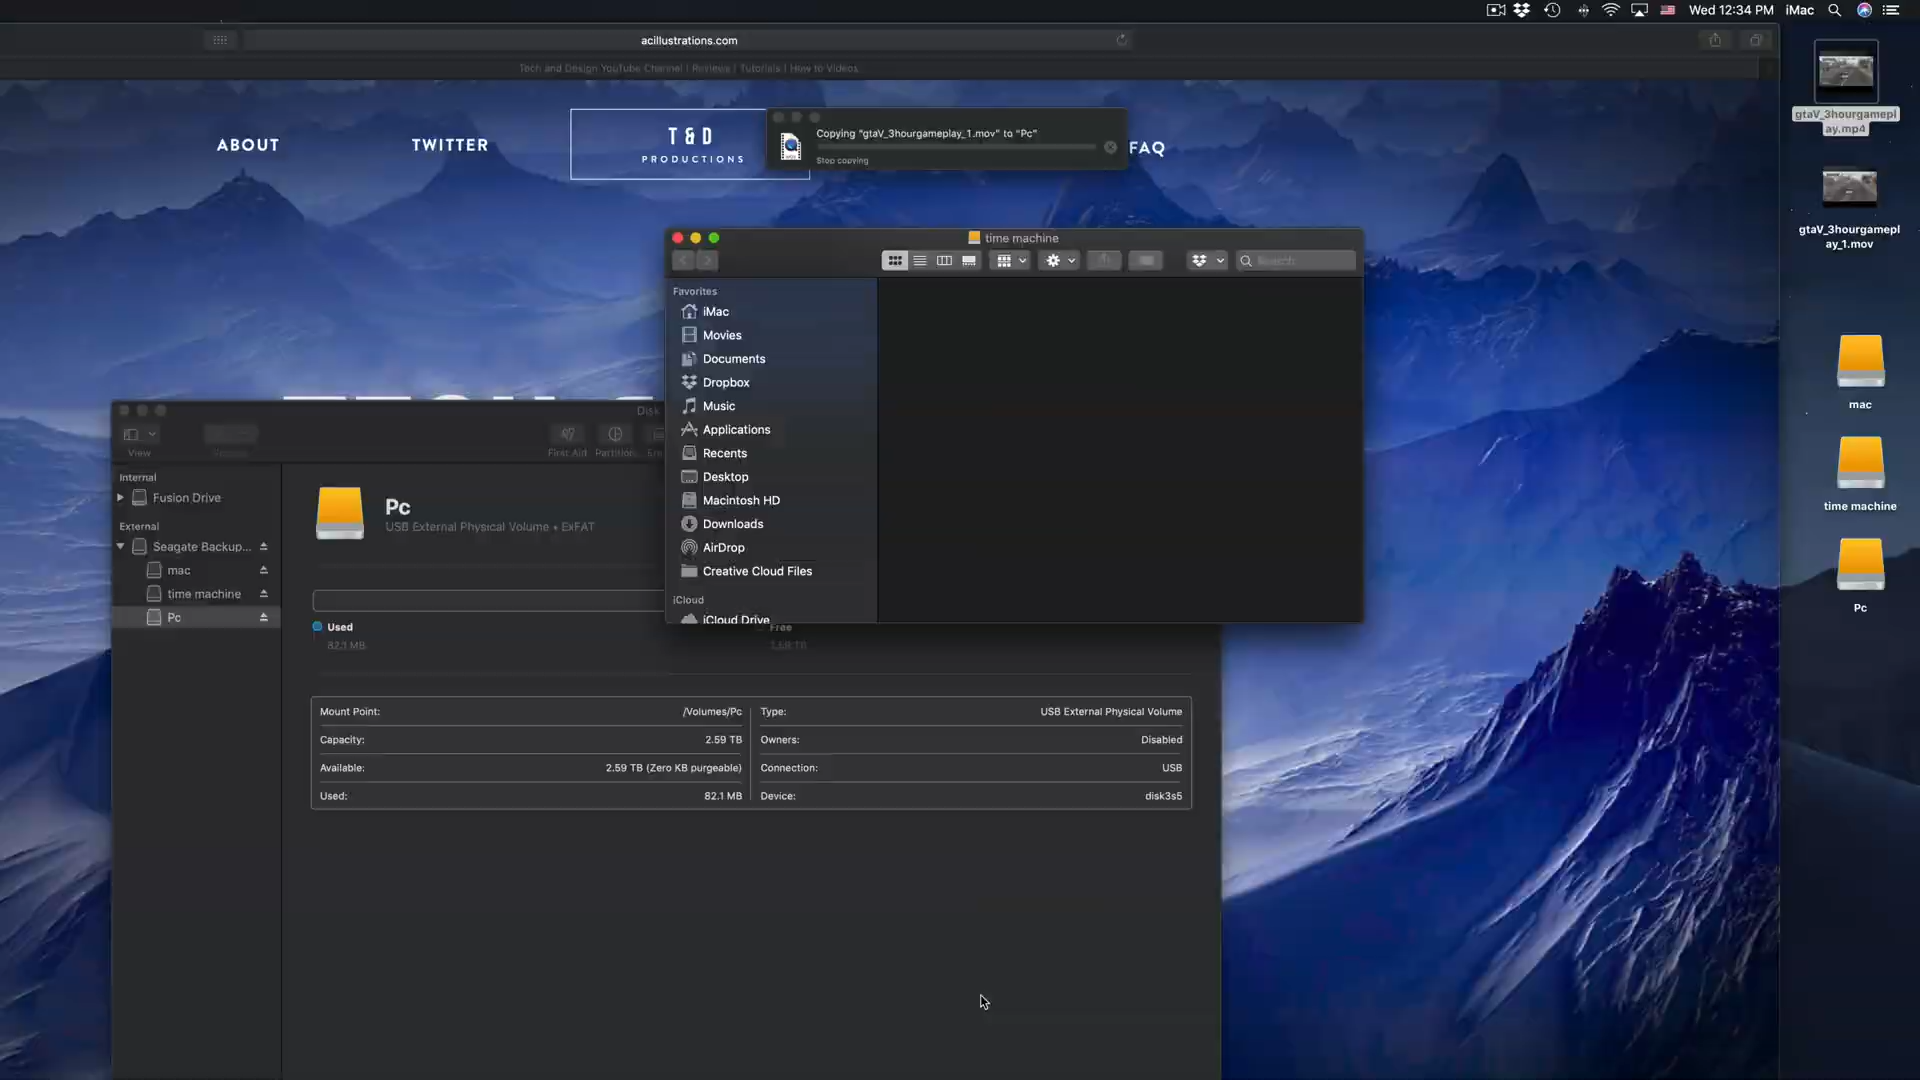 Wed 12:34 PM
iMac
acillustrations.com
Tech and Design YouTube Channel | Reviews | Tutorials | How to Videos
ABOUT
TWITTER
T & D
PRODUCTIONS
FAQ
Copying "gtaV_3hourgameplay_1.mov" to "Pc"
Stop copying
time machine
Search
Favorites
iMac
Movies
Documents
Dropbox
Music
Applications
Recents
Desktop
Macintosh HD
Downloads
AirDrop
Creative Cloud Files
iCloud
iCloud Drive
Disk
View
First Aid
Partition
Internal
Fusion Drive
External
Seagate Backup...
mac
time machine
Pc
Pc
USB External Physical Volume • ExFAT
Used
82.1 MB
Free
Mount Point: /Volumes/Pc
Capacity: 2.59 TB
Available: 2.59 TB (Zero KB purgeable)
Used: 82.1 MB
Type: USB External Physical Volume
Owners: Disabled
Connection: USB
Device: disk3s5
gtaV_3hourgamepl
ay.mp4
gtaV_3hourgamepl
ay_1.mov
mac
time machine
Pc